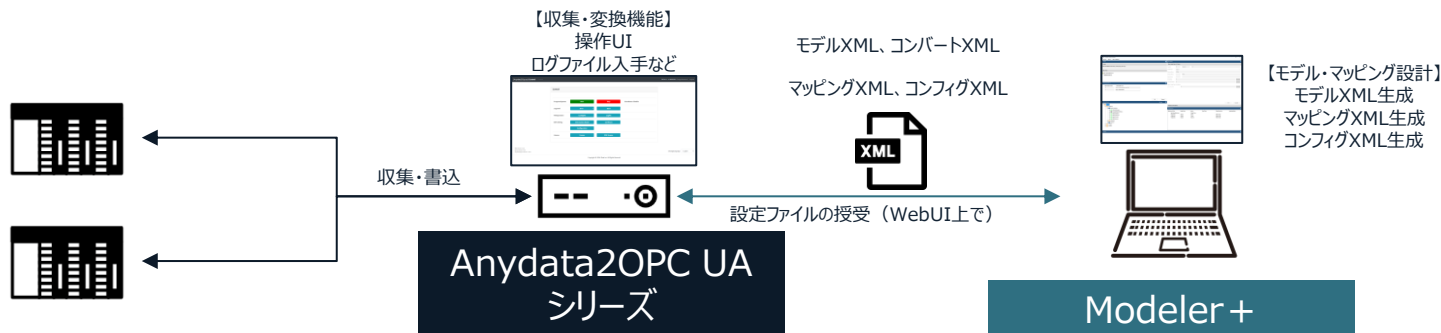 【収集・変換機能】
操作UI
ログファイル入手など
モデルXML、コンバートXML
マッピングXML、コンフィグXML
【モデル・マッピング設計】
モデルXML生成
マッピングXML生成
コンフィグXML生成
XML
収集・書込
設定ファイルの授受（WebUI上で）
Anydata2OPC UA
シリーズ
Modeler+